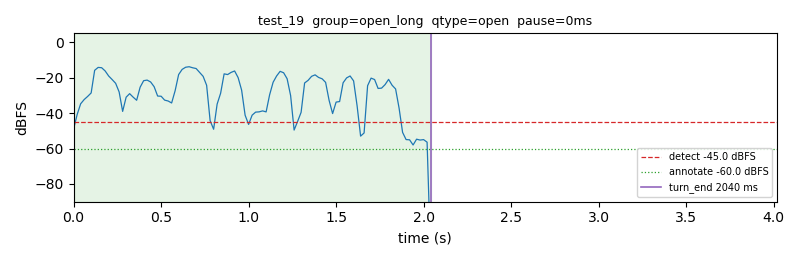 test_19  group=open_long  qtype=open  pause=0ms
0
−20
−40
−60
−80
dBFS
detect -45.0 dBFS
annotate -60.0 dBFS
turn_end 2040 ms
0.0 0.5 1.0 1.5 2.0 2.5 3.0 3.5 4.0
time (s)